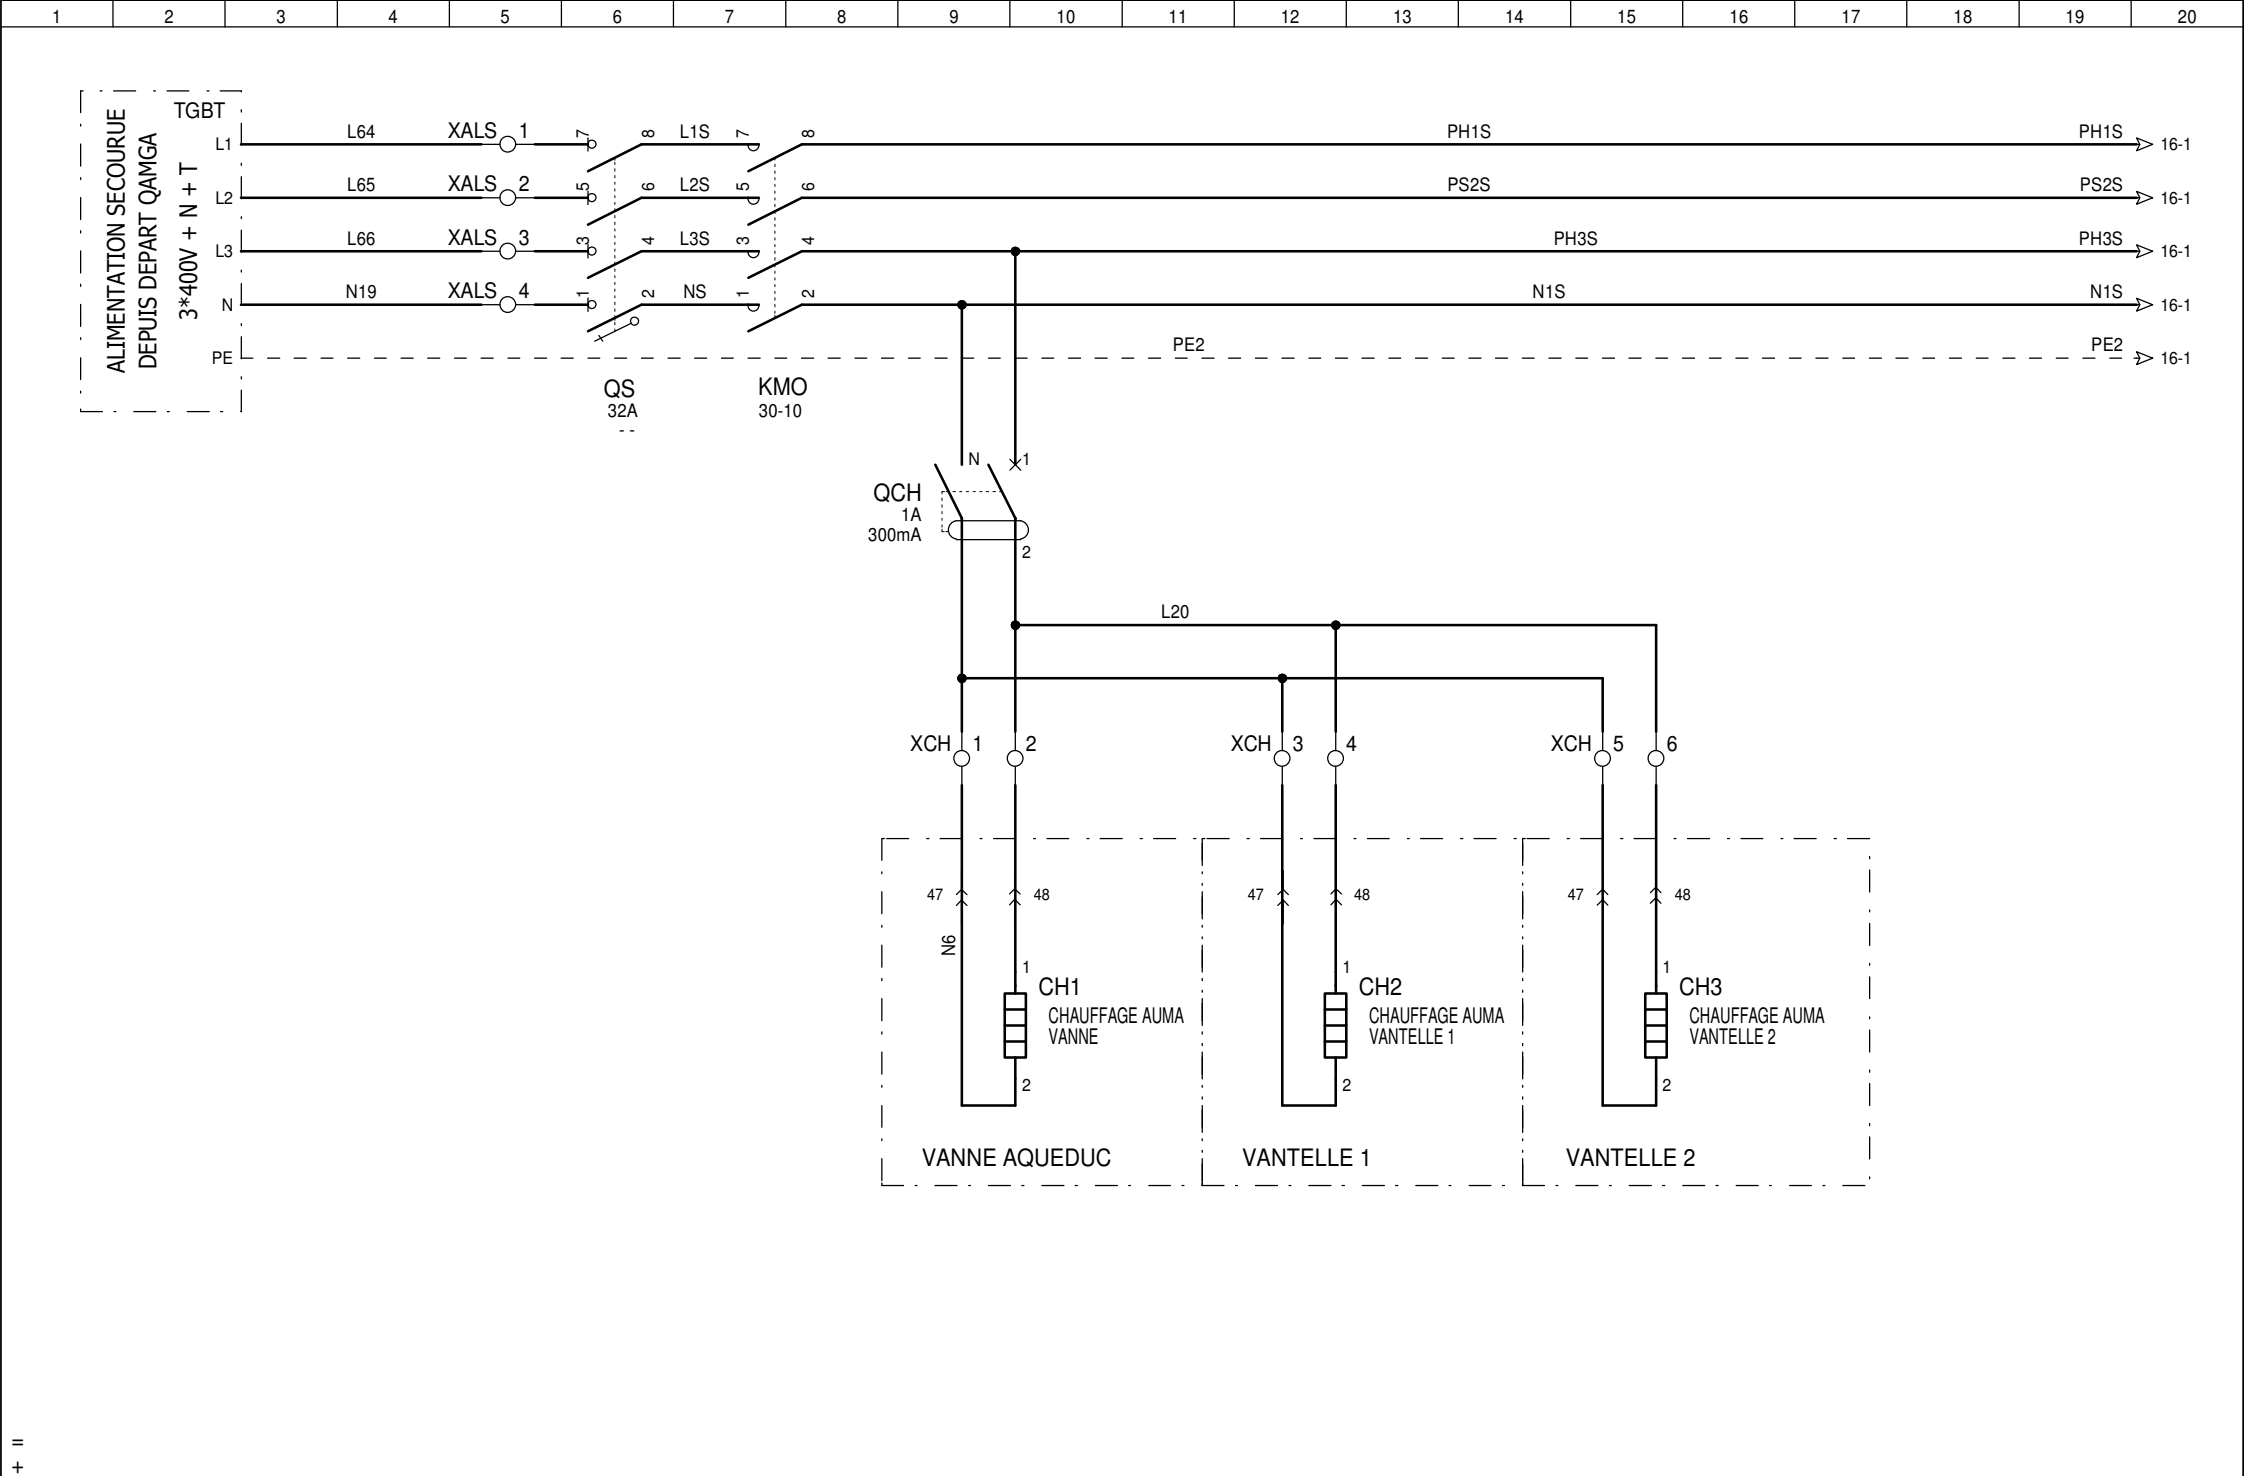 1 2 3 4 5 6 7 8 9 10 11 12 13 14 15 16 17 18 19 20
ALIMENTATION SECOURUE
DEPUIS DEPART QAMGA
3*400V + N + T
TGBT
L1 L64 XALS 1 7 8 L1S 7 8 PH1S PH1S 16-1
L2 L65 XALS 2 5 6 L2S 5 6 PS2S PS2S 16-1
L3 L66 XALS 3 3 4 L3S 3 4 PH3S PH3S 16-1
N N19 XALS 4 1 2 NS 1 2 N1S N1S 16-1
PE PE2 PE2 16-1
QS
32A
- -
KMO
30-10
N 1
QCH
1A
300mA
2
L20
XCH 1 2 XCH 3 4 XCH 5 6
47 48 47 48 47 48
N6
1 1 1
CH1 CH2 CH3
CHAUFFAGE AUMA CHAUFFAGE AUMA CHAUFFAGE AUMA
VANNE VANTELLE 1 VANTELLE 2
2 2 2
VANNE AQUEDUC VANTELLE 1 VANTELLE 2
=
+